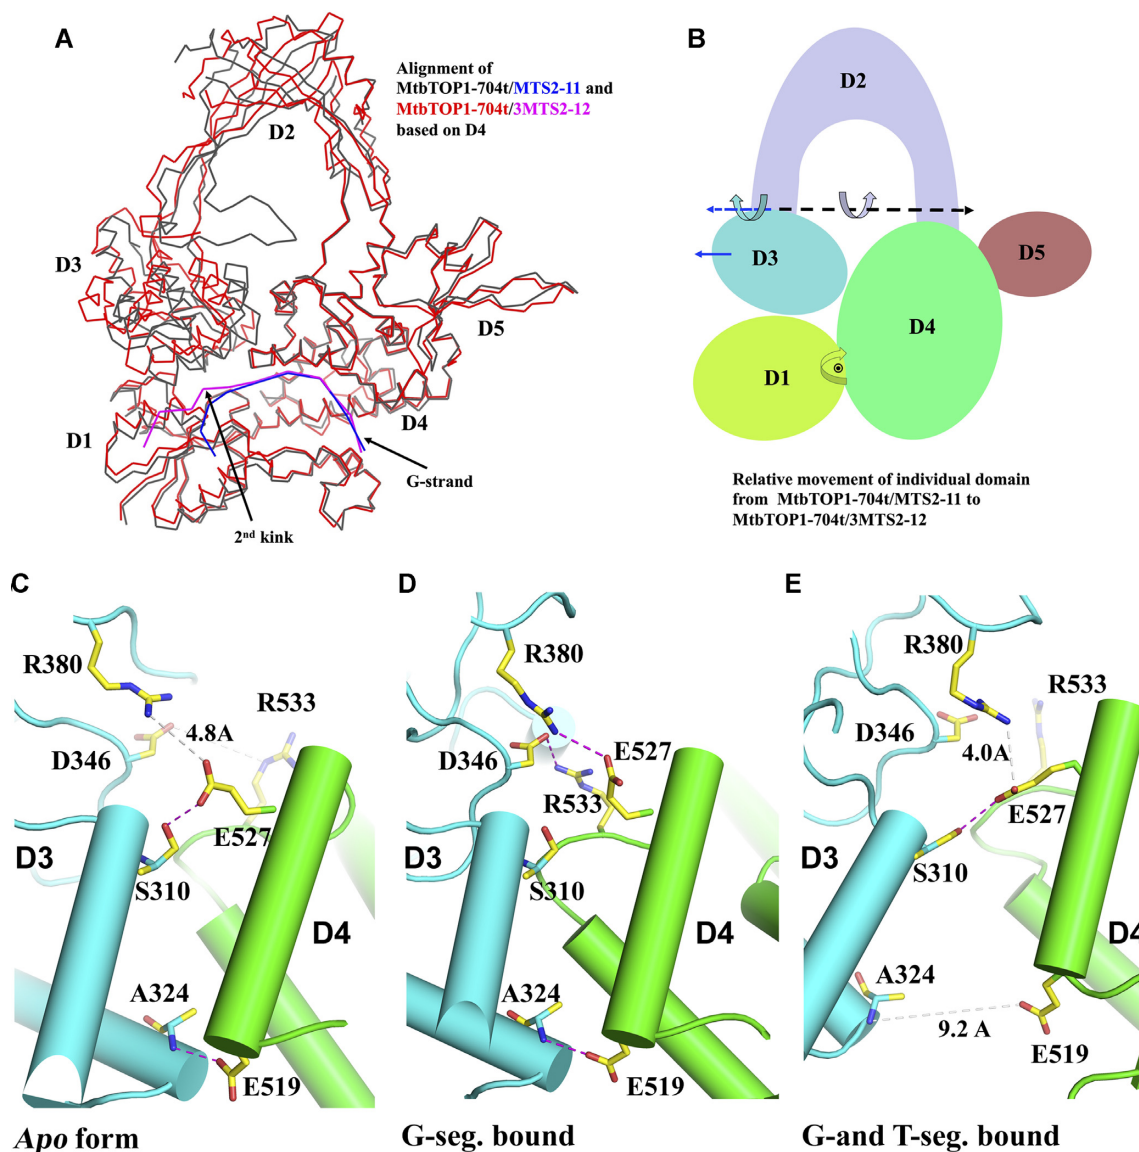 A
Alignment of
MtbTOP1-704t/MTS2-11 and
MtbTOP1-704t/3MTS2-12
based on D4
D2
D3
D5
D1
D4
G-strand
2nd kink
B
D2
D3
D5
D4
D1
Relative movement of individual domain
from MtbTOP1-704t/MTS2-11 to
MtbTOP1-704t/3MTS2-12
C
R380
R533
4.8A
D346
E527
D3
S310
D4
A324
E519
Apo form
D
R380
E527
D346
R533
D3
S310
D4
A324
E519
G-seg. bound
E
R380
R533
D346
4.0A
E527
D3
S310
D4
A324
9.2 A
E519
G-and T-seg. bound